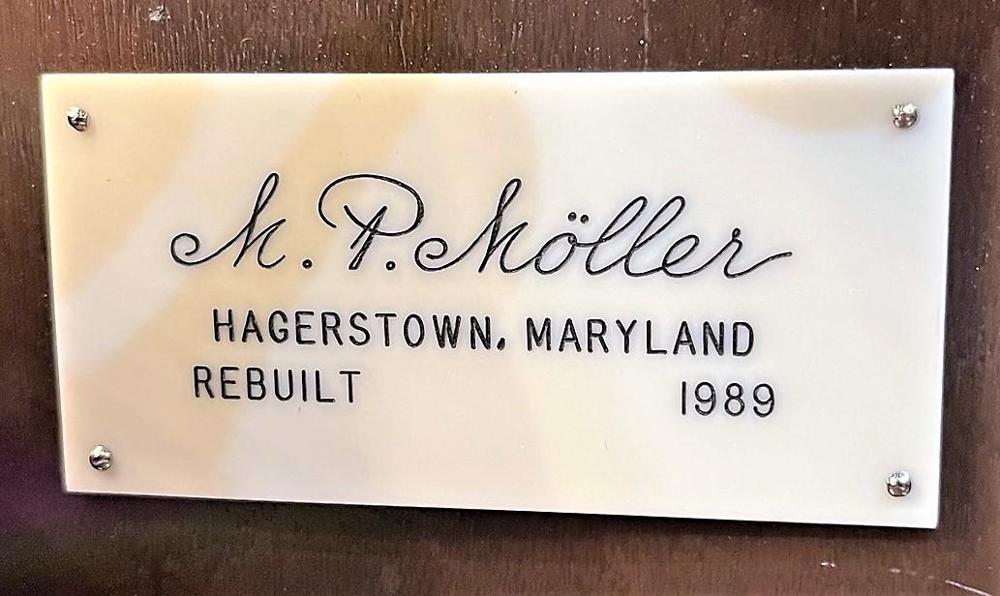 M. P. Möller
HAGERSTOWN, MARYLAND
REBUILT 1989